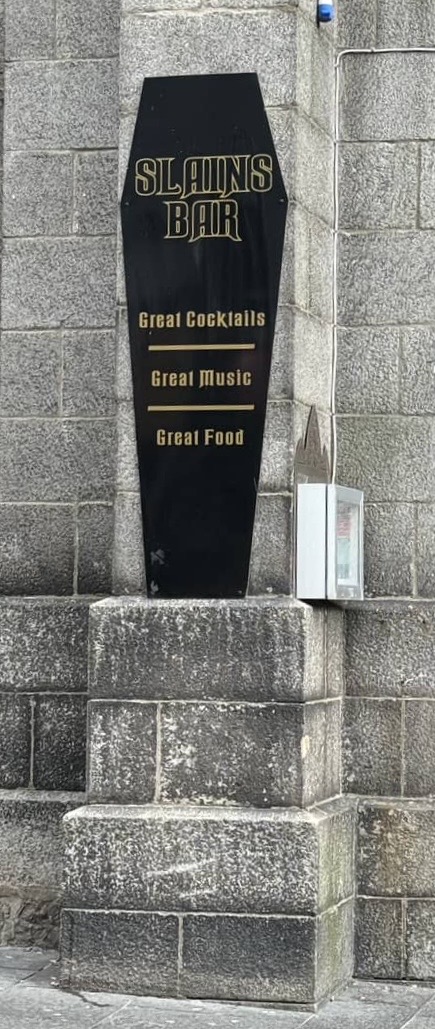 SLAINS
BAR
Great Cocktails
Great Music
Great Food